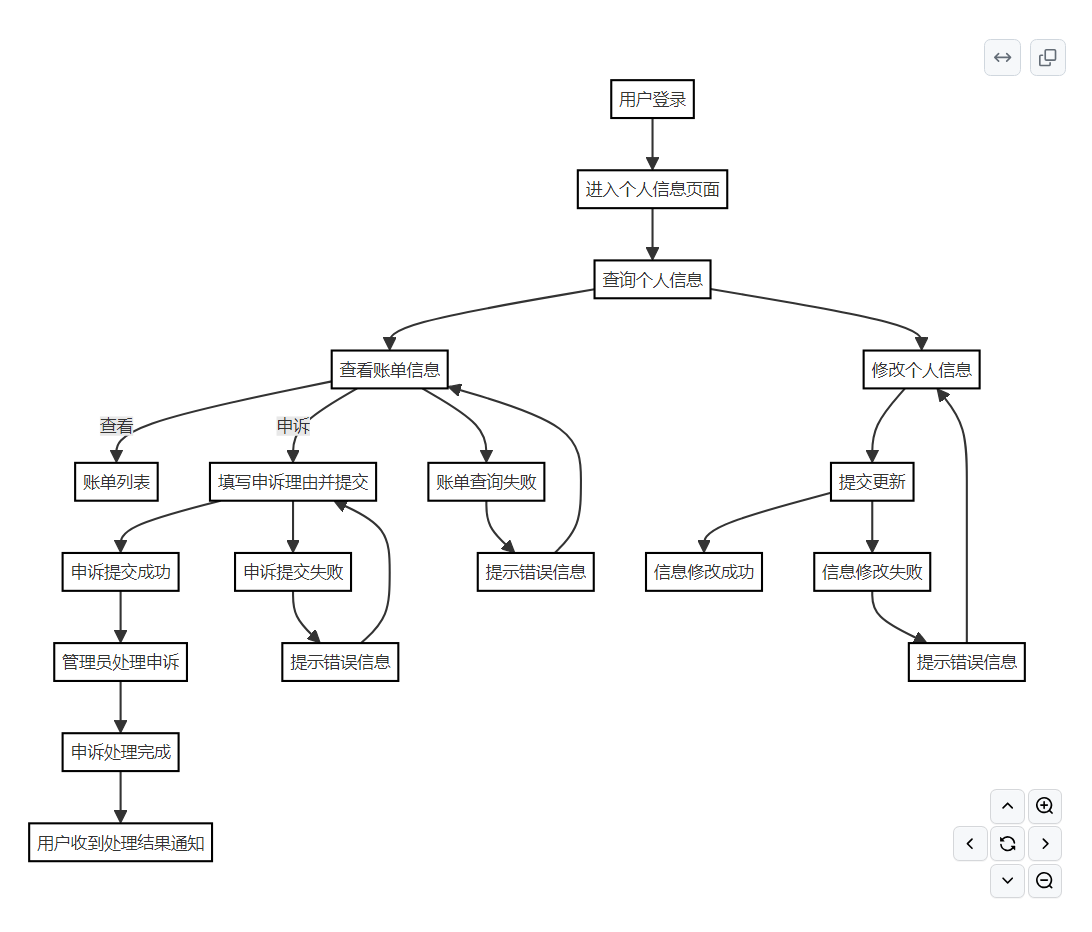 用户登录
进入个人信息页面
查询个人信息
查看账单信息
修改个人信息
查看
申诉
账单列表
填写申诉理由并提交
账单查询失败
提交更新
申诉提交成功
申诉提交失败
提示错误信息
信息修改成功
信息修改失败
管理员处理申诉
提示错误信息
提示错误信息
申诉处理完成
用户收到处理结果通知